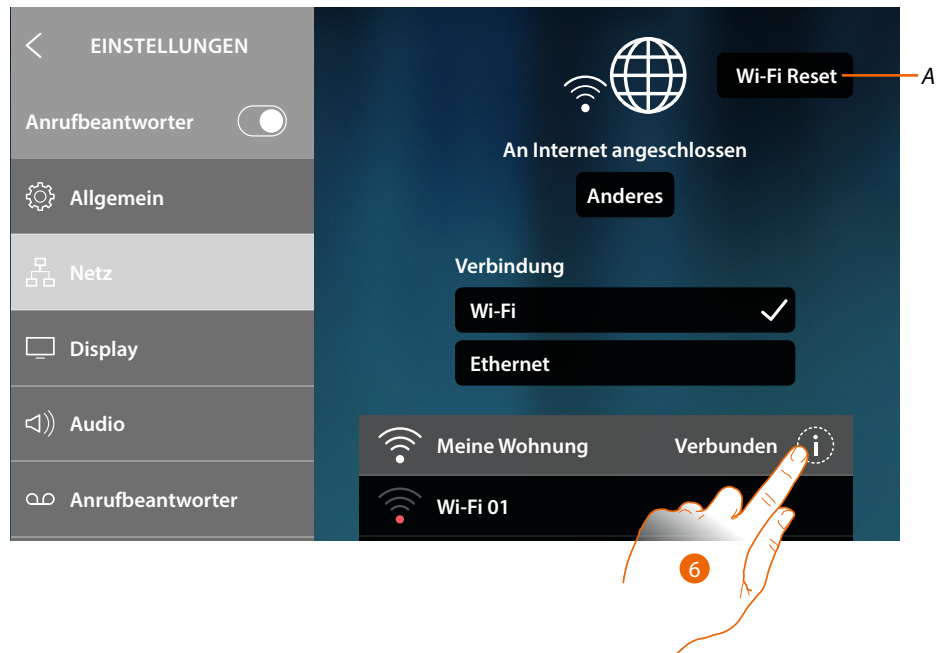 EINSTELLUNGEN
Anrufbeantworter
Allgemein
Netz
Display
Audio
Anrufbeantworter
Wi-Fi Reset
A
An Internet angeschlossen
Anderes
Verbindung
Wi-Fi
Ethernet
Meine Wohnung Verbunden i
Wi-Fi 01
6